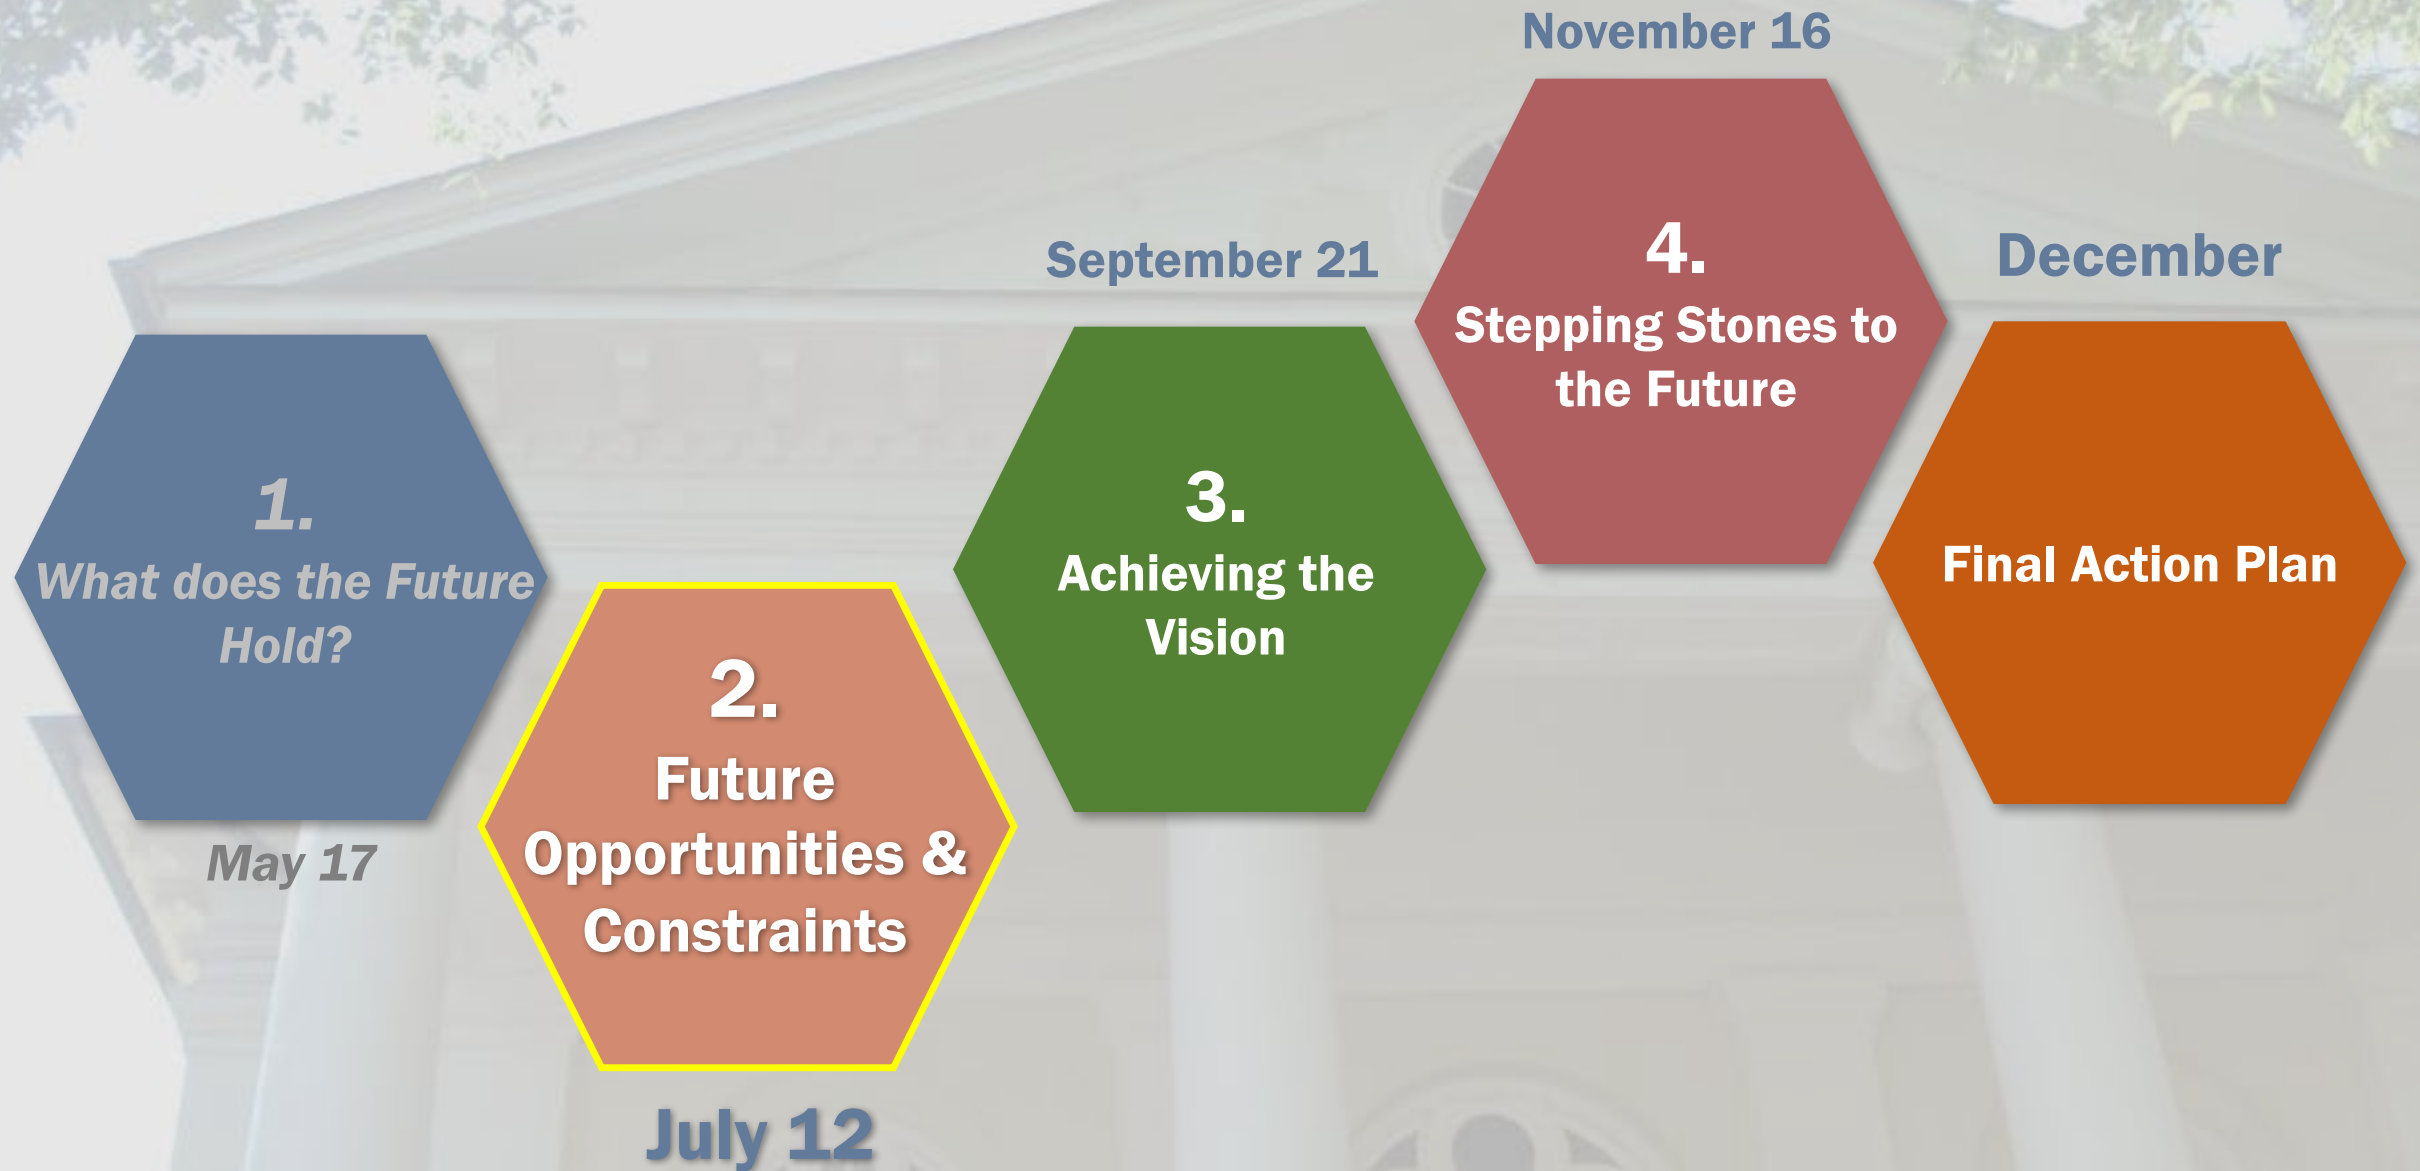 1.
What does the Future
Hold?
May 17
2.
Future
Opportunities &
Constraints
July 12
September 21
3.
Achieving the
Vision
November 16
4.
Stepping Stones to
the Future
December
Final Action Plan